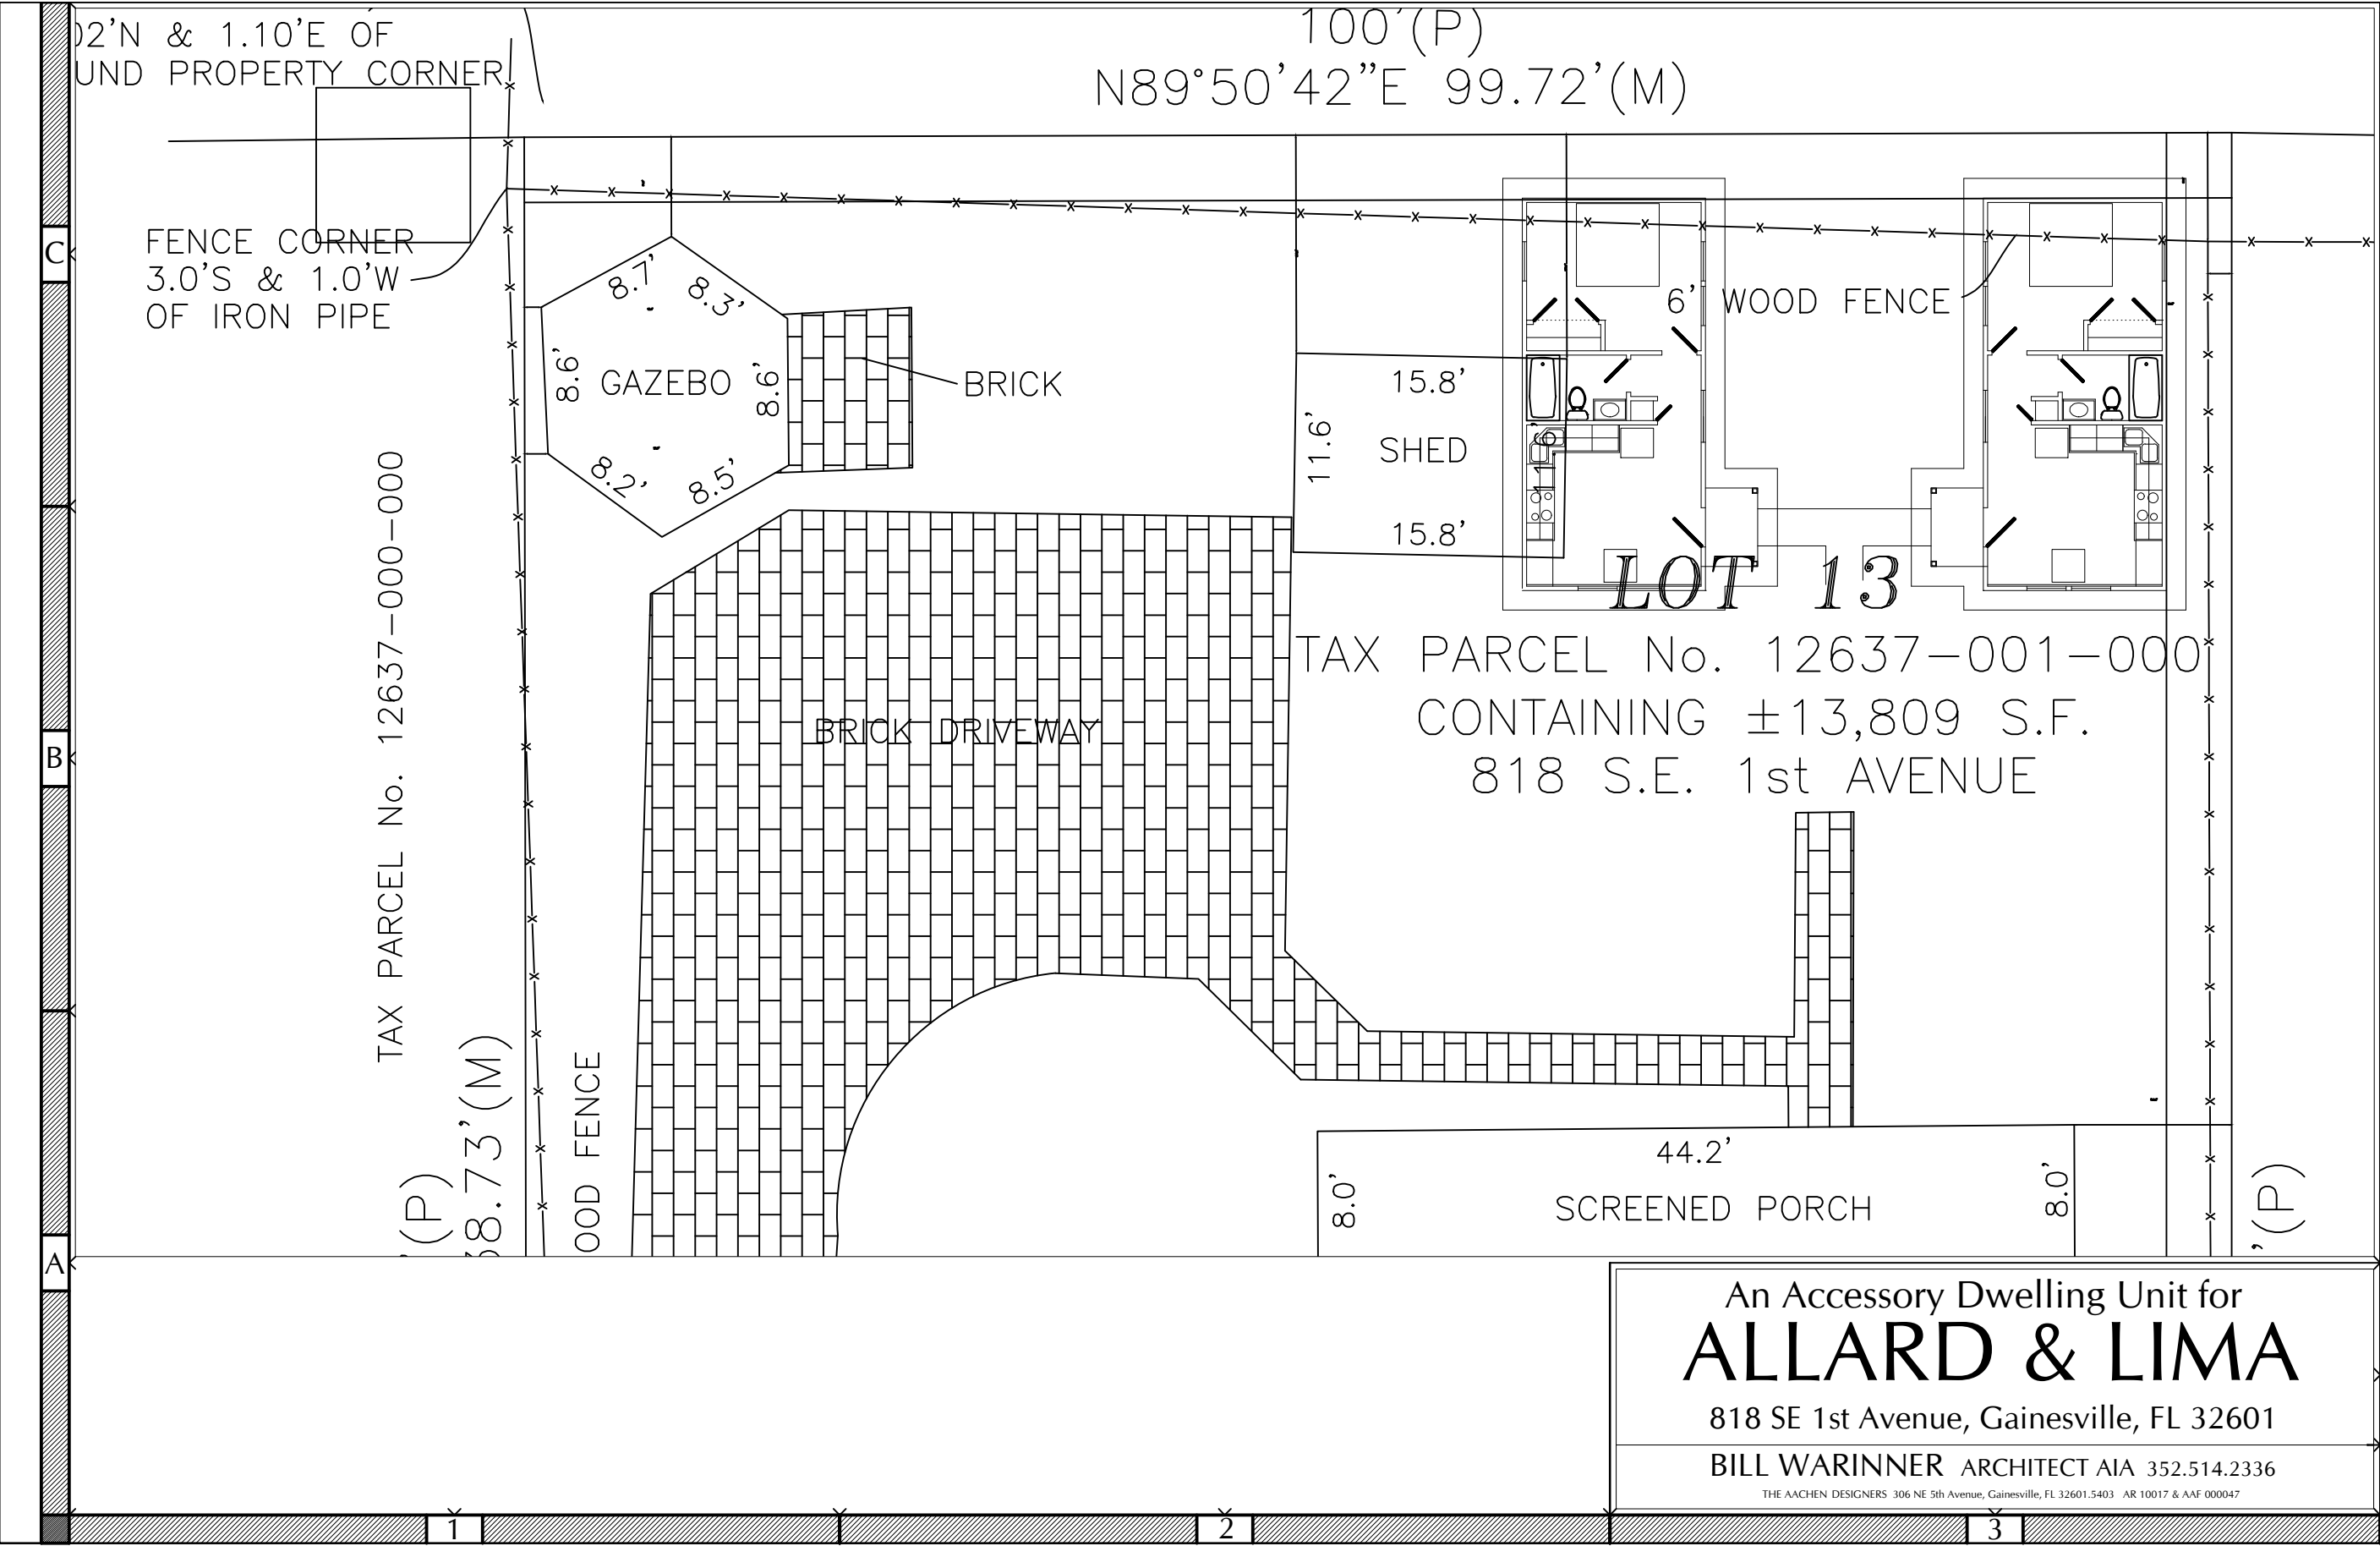 100'(P)
N89°50'42"E 99.72'(M)
02'N & 1.10'E OF
UND PROPERTY CORNER
FENCE CORNER
3.0'S & 1.0'W
OF IRON PIPE
8.7'
8.3'
8.6'
GAZEBO
8.6'
8.2'
8.5'
BRICK
6' WOOD FENCE
15.8'
11.6'
SHED
11.6'
15.8'
LOT 13
TAX PARCEL No. 12637-001-000
CONTAINING ±13,809 S.F.
818 S.E. 1st AVENUE
TAX PARCEL No. 12637-000-000
BRICK DRIVEWAY
'(P)
38.73'(M)
OOD FENCE
44.2'
8.0'
SCREENED PORCH
8.0'
'(P)
C
B
A
An Accessory Dwelling Unit for
ALLARD & LIMA
818 SE 1st Avenue, Gainesville, FL 32601
BILL WARINNER ARCHITECT AIA 352.514.2336
THE AACHEN DESIGNERS 306 NE 5th Avenue, Gainesville, FL 32601.5403 AR 10017 & AAF 000047
1
2
3